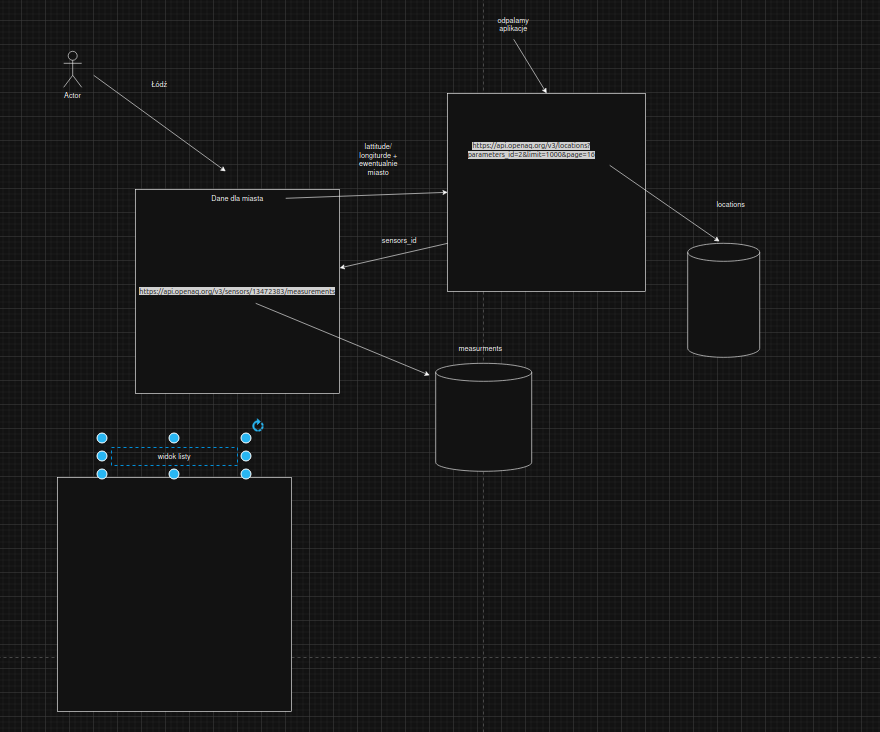 odpalamy
aplikacje
Łódź
Actor
https://api.openaq.org/v3/locations?
parameters_id=2&limit=1000&page=16
lattitude/
longiturde +
ewentualnie
miasto
Dane dla miasta
locations
sensors_id
https://api.openaq.org/v3/sensors/13472383/measurements
measurments
widok listy